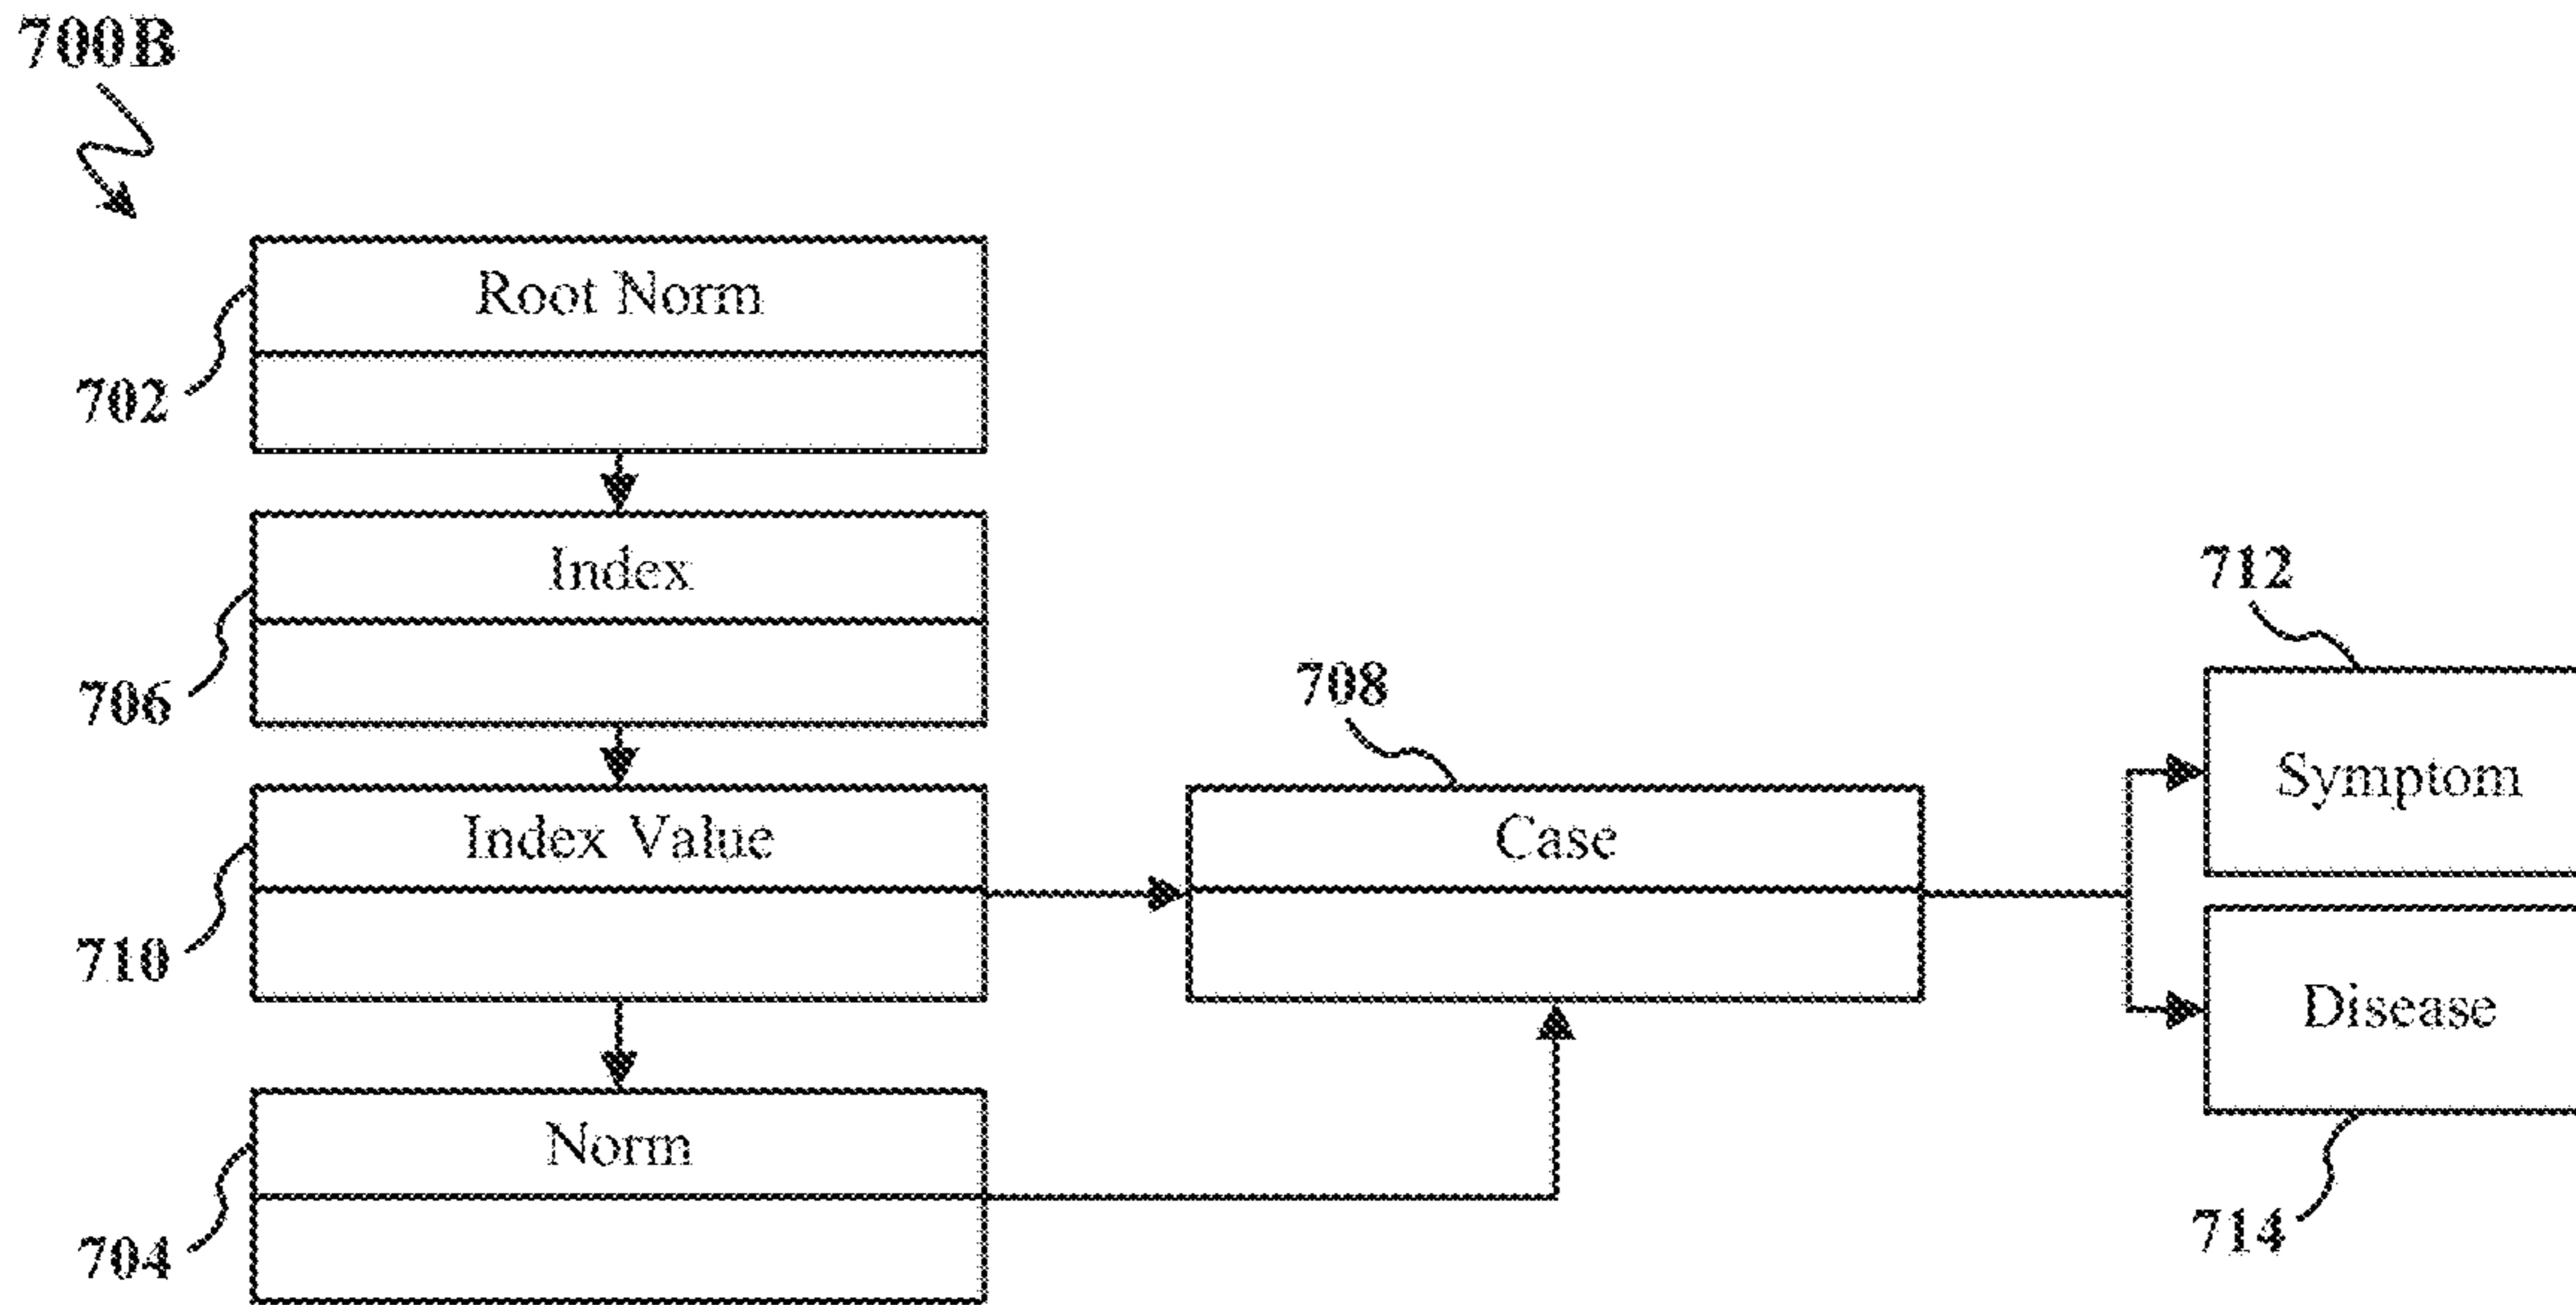 700B
Root Norm
702
Index
706
712
708
Symptom
Index Value
Case
710
Disease
Norm
704
714